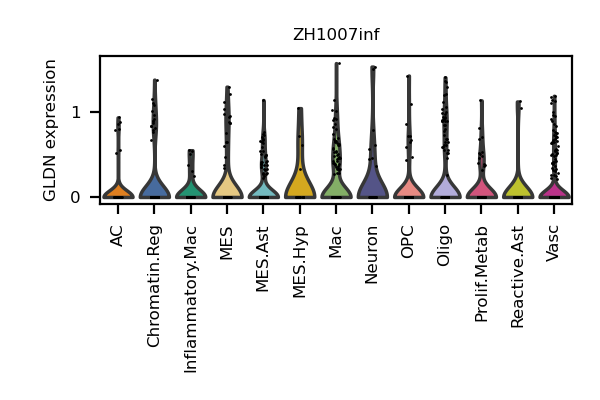 ZH1007inf
GLDN expression
1
0
AC
Chromatin.Reg
Inflammatory.Mac
MES
MES.Ast
MES.Hyp
Mac
Neuron
OPC
Oligo
Prolif.Metab
Reactive.Ast
Vasc